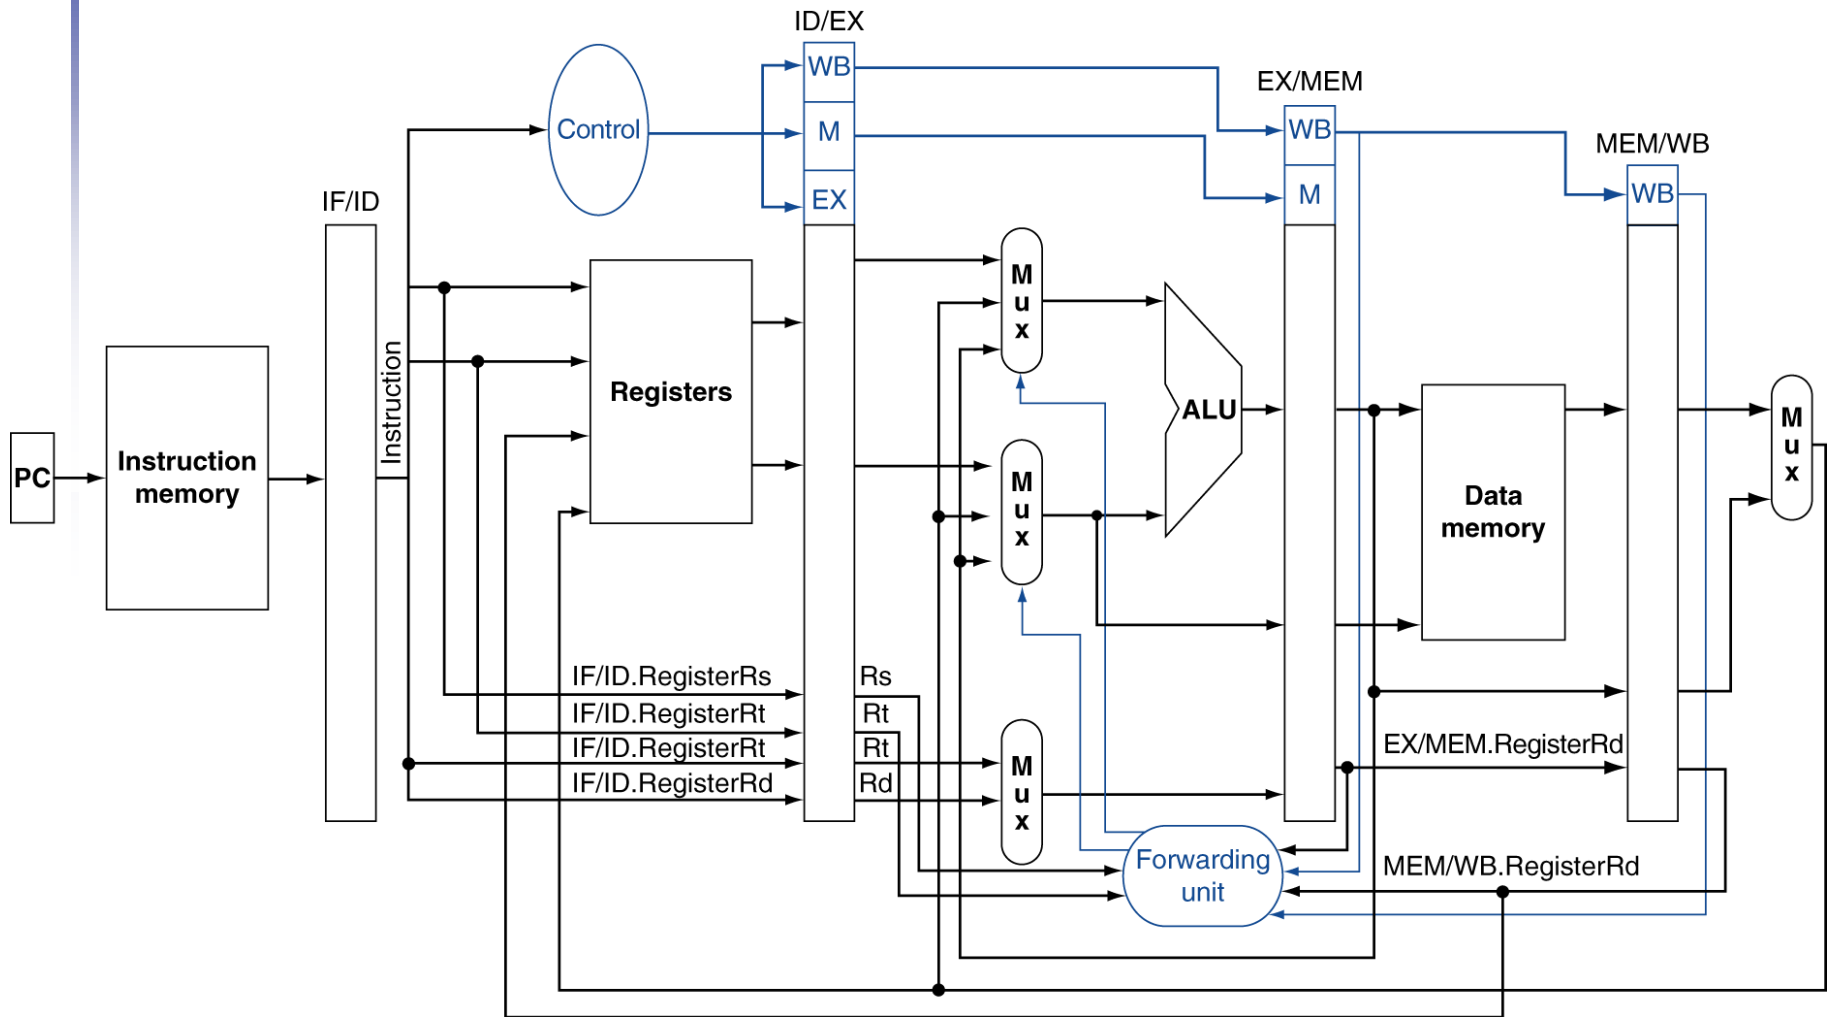 ID/EX
WB
M
EX
Control
EX/MEM
WB
M
MEM/WB
WB
IF/ID
Instruction
PC
Instruction
memory
Registers
M
u
x
M
u
x
ALU
Data
memory
M
u
x
IF/ID.RegisterRs
IF/ID.RegisterRt
IF/ID.RegisterRt
IF/ID.RegisterRd
Rs
Rt
Rt
Rd
M
u
x
EX/MEM.RegisterRd
Forwarding
unit
MEM/WB.RegisterRd